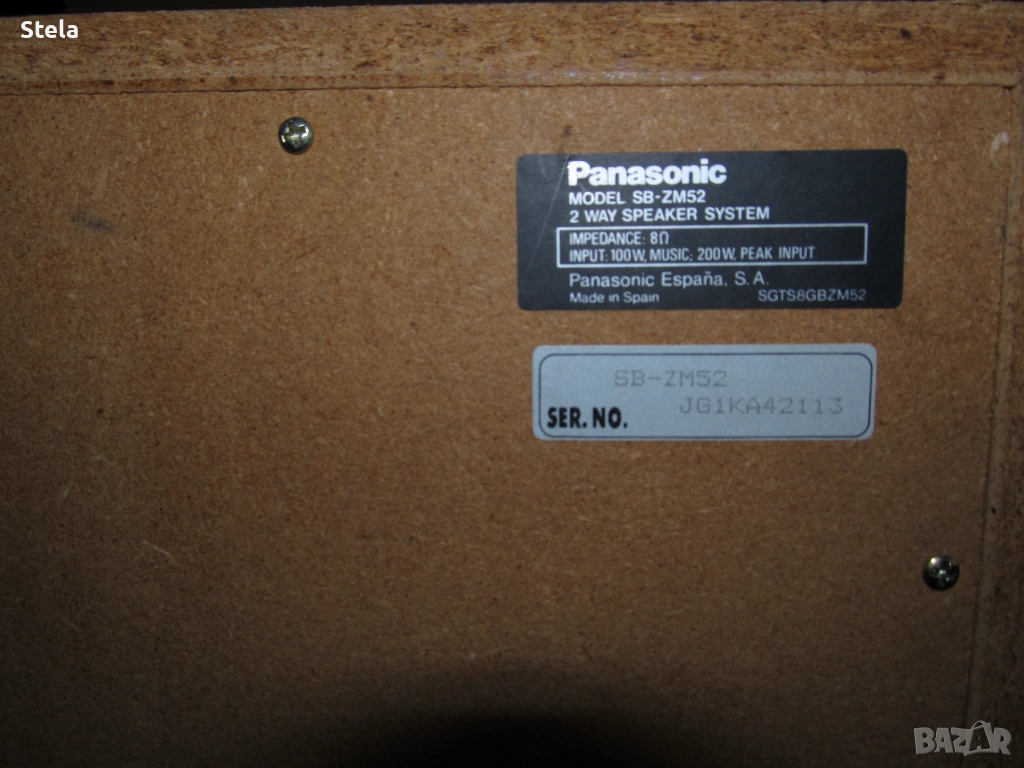 Stela
Panasonic
MODEL SB-ZM52
2 WAY SPEAKER SYSTEM
IMPEDANCE: 8Ω
INPUT: 100W, MUSIC; 200W, PEAK INPUT
Panasonic España, S. A.
Made in Spain SGTS8GBZM52
SB-ZM52
SER. NO. JG1KA42113
BAZAR